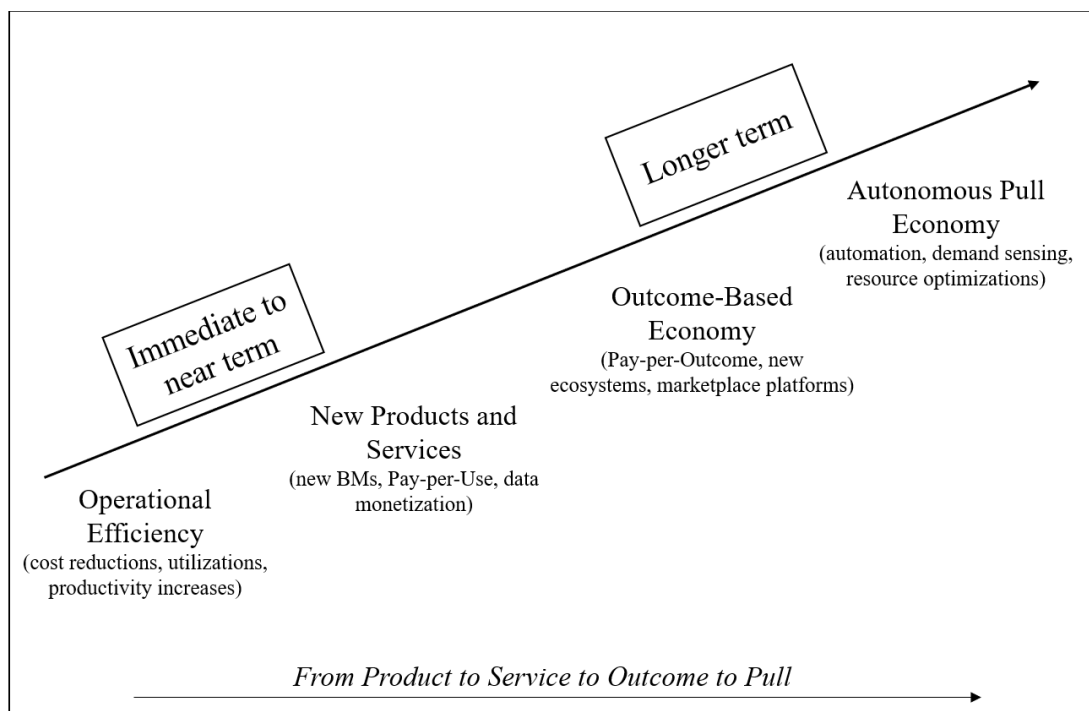 Immediate to
near term
Longer term
Operational
Efficiency
(cost reductions, utilizations,
productivity increases)
New Products and
Services
(new BMs, Pay-per-Use, data
monetization)
Outcome-Based
Economy
(Pay-per-Outcome, new
ecosystems, marketplace platforms)
Autonomous Pull
Economy
(automation, demand sensing,
resource optimizations)
From Product to Service to Outcome to Pull